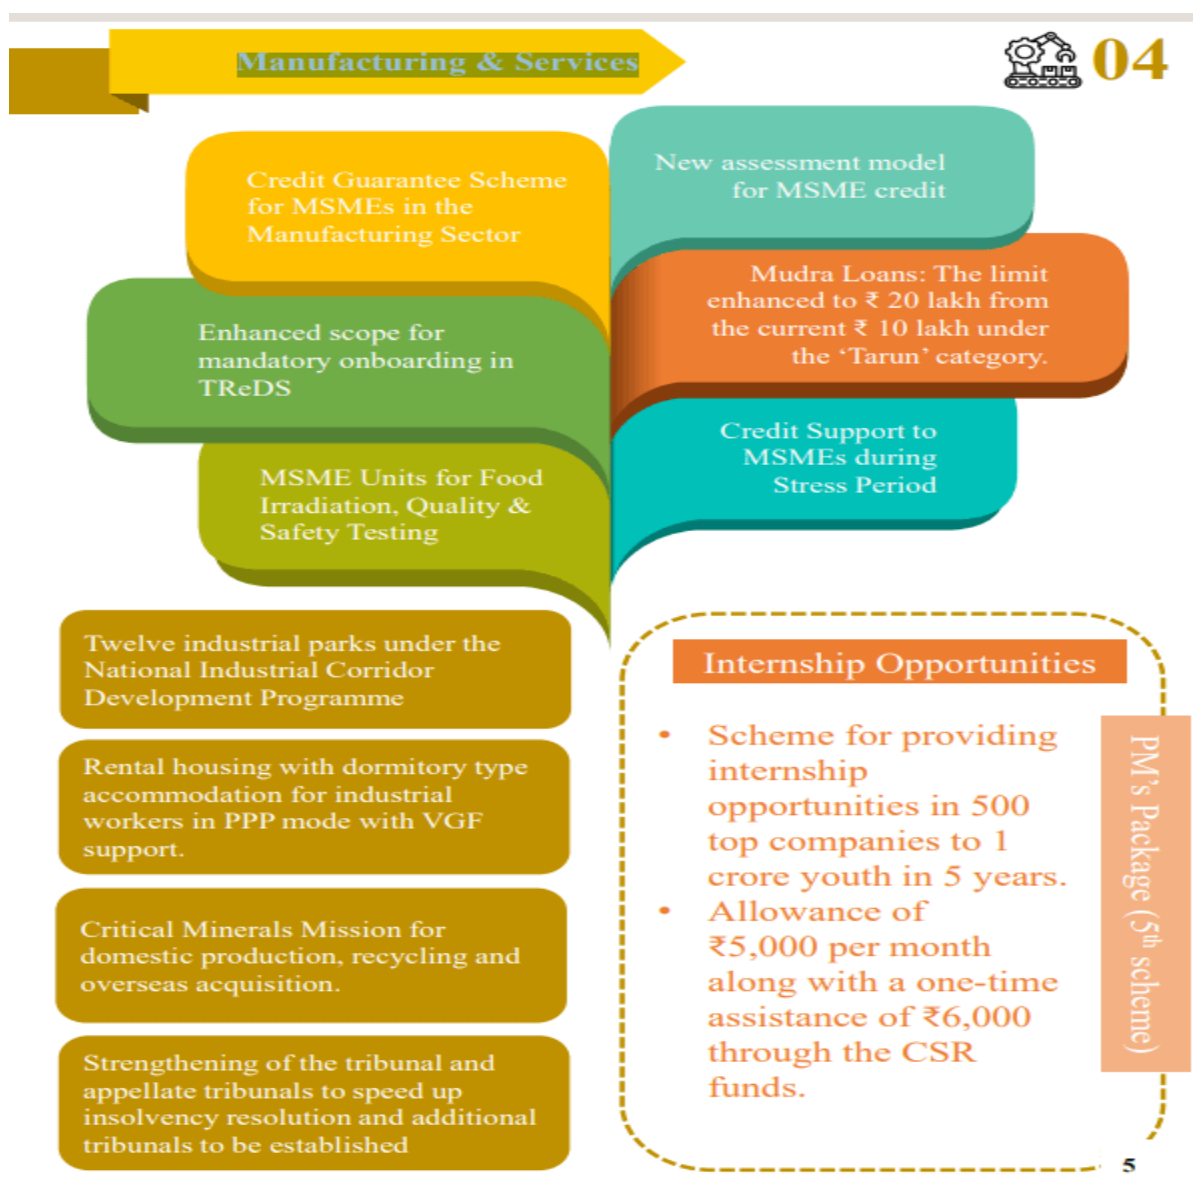 Manufacturing & Services
04
Credit Guarantee Scheme
for MSMEs in the
Manufacturing Sector
New assessment model
for MSME credit
Enhanced scope for
mandatory onboarding in
TReDS
Mudra Loans: The limit
enhanced to ₹ 20 lakh from
the current ₹ 10 lakh under
the ‘Tarun’ category.
MSME Units for Food
Irradiation, Quality &
Safety Testing
Credit Support to
MSMEs during
Stress Period
Twelve industrial parks under the
National Industrial Corridor
Development Programme
Rental housing with dormitory type
accommodation for industrial
workers in PPP mode with VGF
support.
Critical Minerals Mission for
domestic production, recycling and
overseas acquisition.
Strengthening of the tribunal and
appellate tribunals to speed up
insolvency resolution and additional
tribunals to be established
Internship Opportunities
• Scheme for providing
internship
opportunities in 500
top companies to 1
crore youth in 5 years.
• Allowance of
₹5,000 per month
along with a one-time
assistance of ₹6,000
through the CSR
funds.
PM’s Package (5th scheme)
5